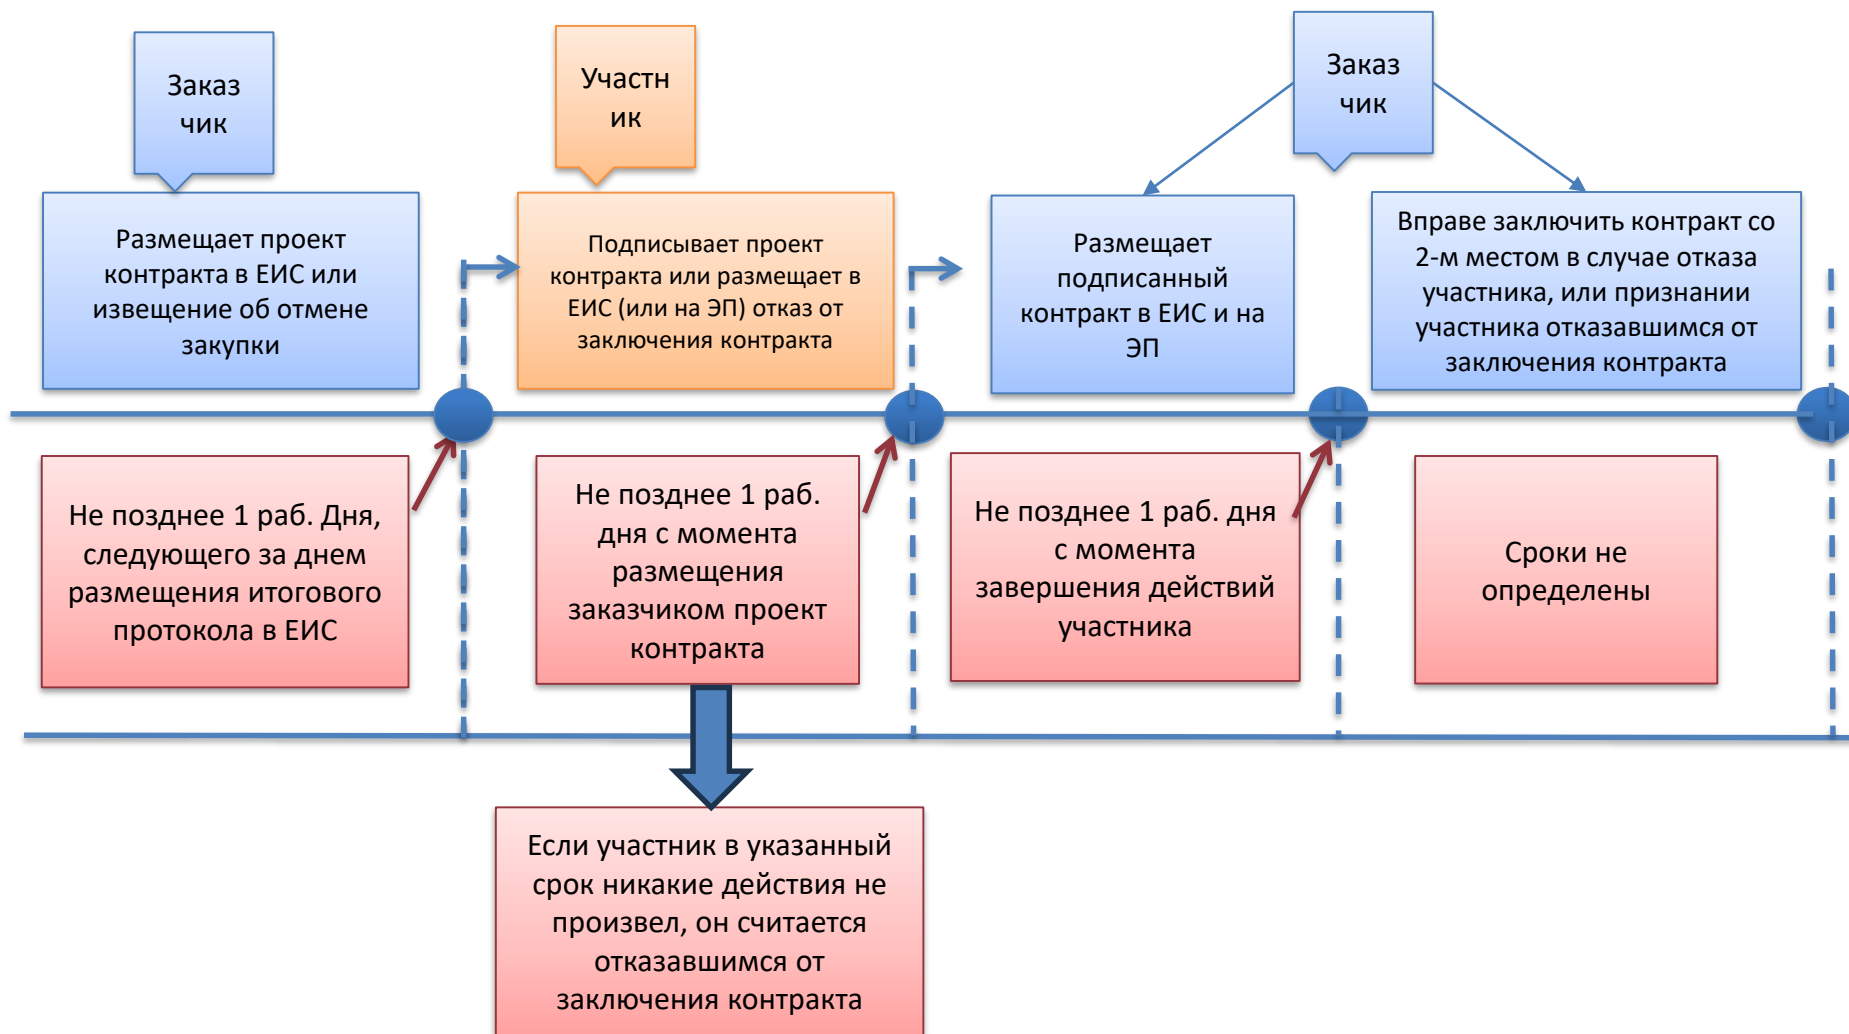 Заказ
чик
Участн
ик
Заказ
чик
Размещает проект
контракта в ЕИС или
извещение об отмене
закупки
Подписывает проект
контракта или размещает в
ЕИС (или на ЭП) отказ от
заключения контракта
Размещает
подписанный
контракт в ЕИС и на
ЭП
Вправе заключить контракт со
2-м местом в случае отказа
участника, или признании
участника отказавшимся от
заключения контракта
Не позднее 1 раб. Дня,
следующего за днем
размещения итогового
протокола в ЕИС
Не позднее 1 раб.
дня с момента
размещения
заказчиком проект
контракта
Не позднее 1 раб. дня
с момента
завершения действий
участника
Сроки не
определены
Если участник в указанный
срок никакие действия не
произвел, он считается
отказавшимся от
заключения контракта